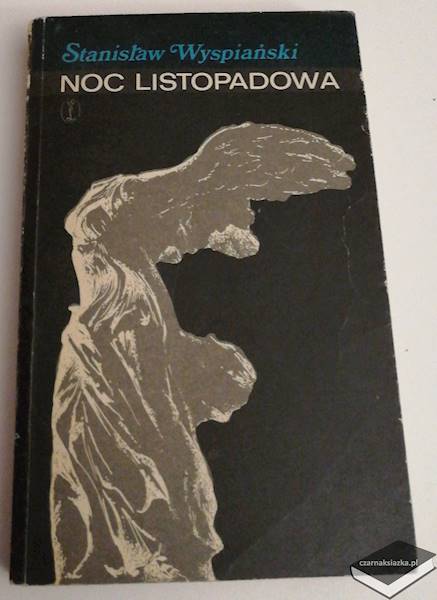 Stanisław Wyspiański
NOC LISTOPADOWA
czarnaksiazka.pl